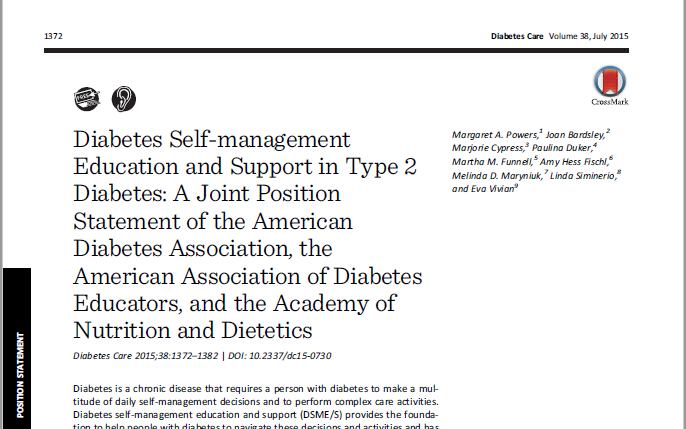 1372
Diabetes Care Volume 38, July 2015
CrossMark
Diabetes Self-management
Education and Support in Type 2
Diabetes: A Joint Position
Statement of the American
Diabetes Association, the
American Association of Diabetes
Educators, and the Academy of
Nutrition and Dietetics
Diabetes Care 2015;38:1372–1382 | DOI: 10.2337/dc15-0730
Margaret A. Powers,1 Joan Bardsley,2
Marjorie Cypress,3 Paulina Duker,4
Martha M. Funnell,5 Amy Hess Fischl,6
Melinda D. Maryniuk,7 Linda Siminerio,8
and Eva Vivian9
POSITION STATEMENT
Diabetes is a chronic disease that requires a person with diabetes to make a mul-
titude of daily self-management decisions and to perform complex care activities.
Diabetes self-management education and support (DSME/S) provides the founda-
tion to help people with diabetes to navigate these decisions and activities and has